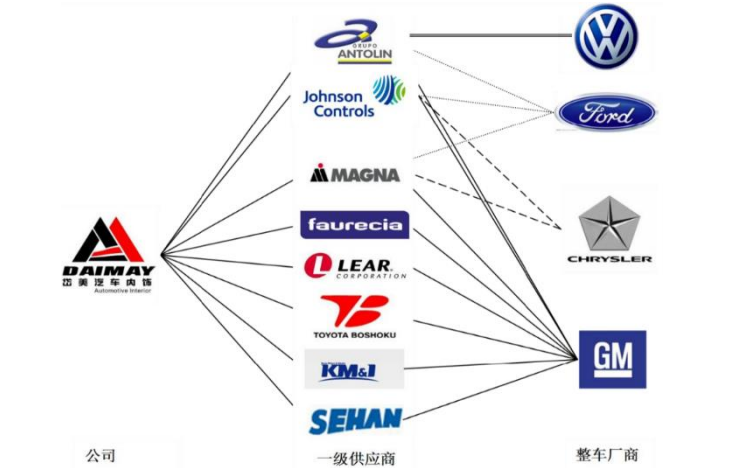 GRUPO
ANTOLIN
Johnson
Controls
MAGNA
faurecia
LEAR
CORPORATION
TOYOTA BOSHOKU
KM&I
SEHAN
DAIMAY
岱美汽车内饰
Automotive Interior
VW
Ford
CHRYSLER
GM
公司
一级供应商
整车厂商